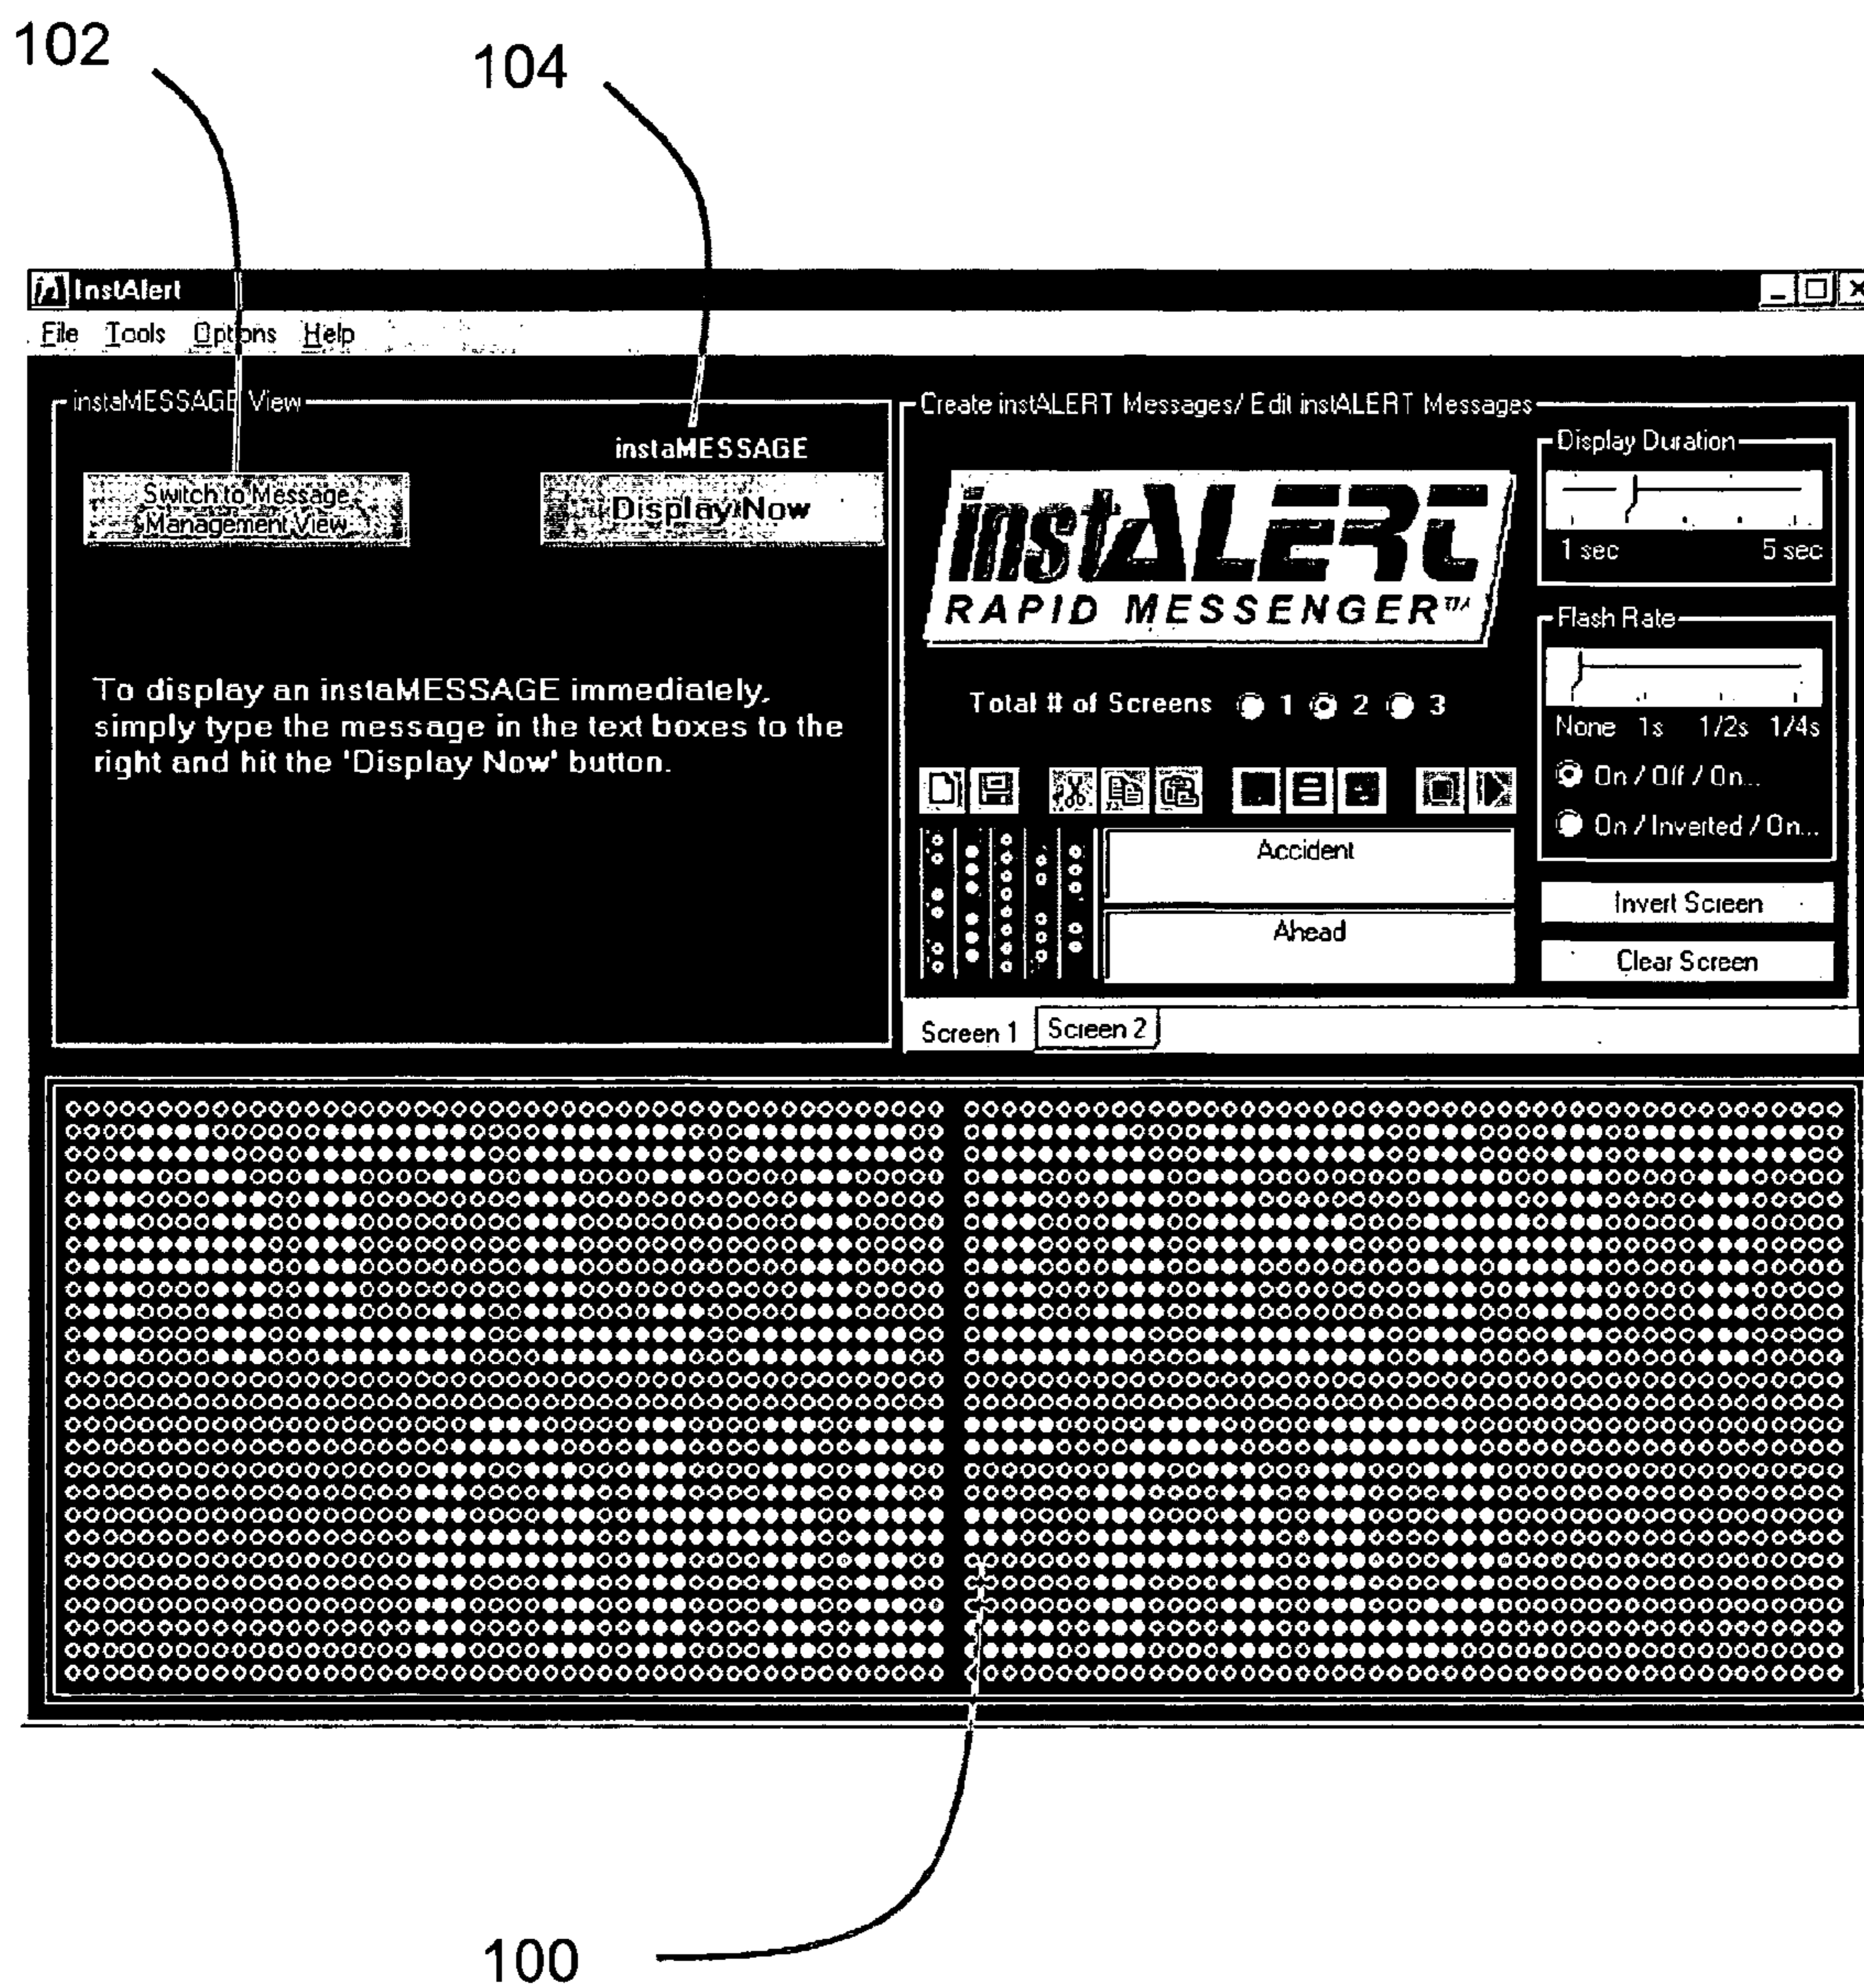 102
104
InstAlert
File Tools Options Help
instaMESSAGE View
instaMESSAGE
Switch to Message
Management View
Display Now
To display an instaMESSAGE immediately,
simply type the message in the text boxes to the
right and hit the 'Display Now' button.
Create instALERT Messages/ Edit instALERT Messages
instALERT
RAPID MESSENGER™
Total # of Screens 1 2 3
Accident
Ahead
Display Duration
1 sec 5 sec
Flash Rate
None 1s 1/2s 1/4s
On / Off / On...
On / Inverted / On...
Invert Screen
Clear Screen
Screen 1 Screen 2
ACCIDENT
AHEAD
100